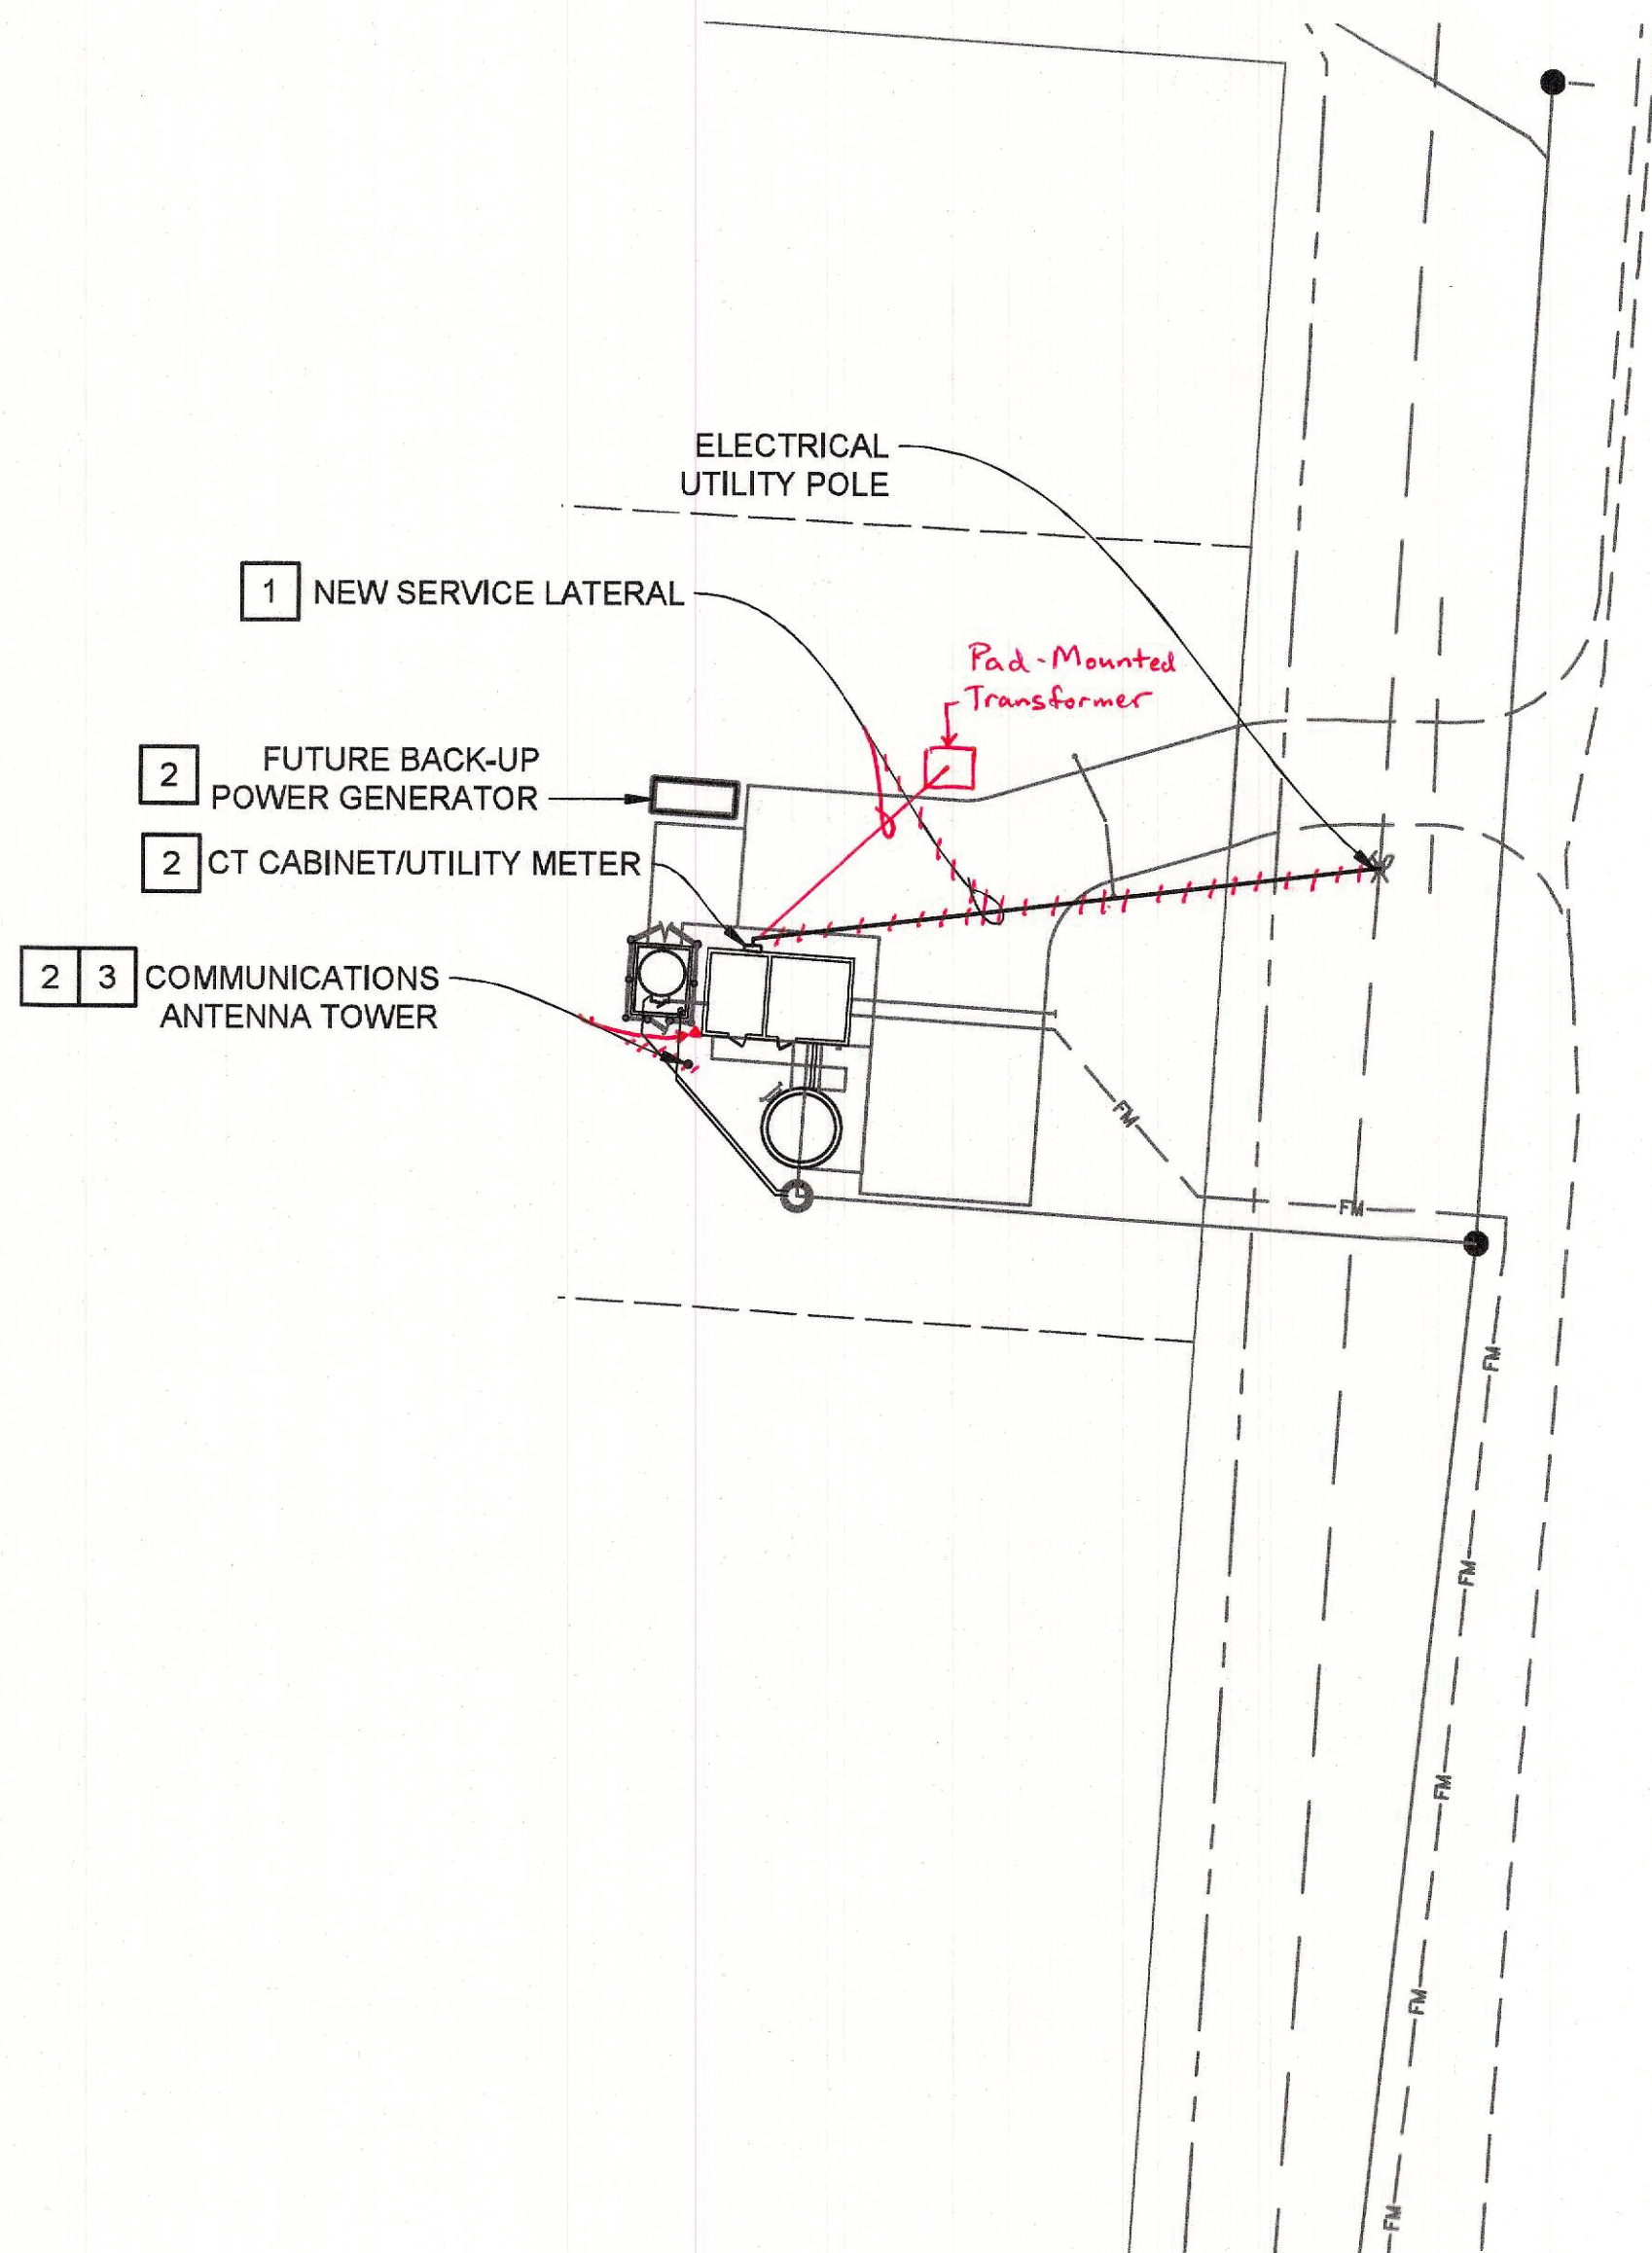 ELECTRICAL
UTILITY POLE
1 NEW SERVICE LATERAL
Pad-Mounted
Transformer
2 FUTURE BACK-UP
POWER GENERATOR
2 CT CABINET/UTILITY METER
2 3 COMMUNICATIONS
ANTENNA TOWER
FM
FM
FM
FM
FM
FM
FM